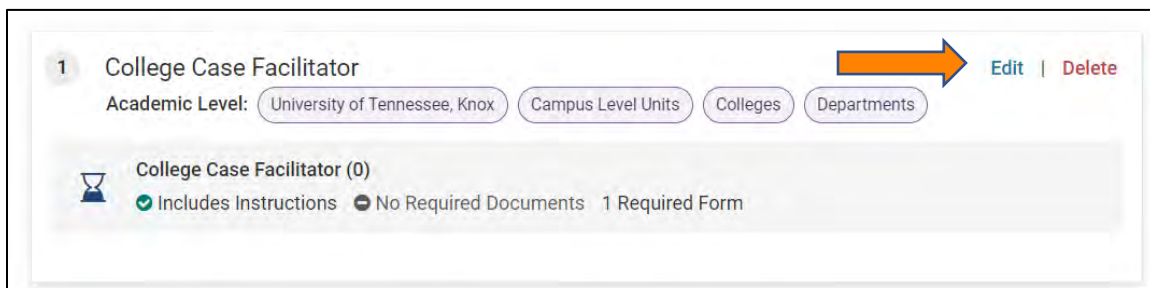 1 College Case Facilitator Edit | Delete
Academic Level: University of Tennessee, Knox Campus Level Units Colleges Departments
College Case Facilitator (0)
Includes Instructions No Required Documents 1 Required Form